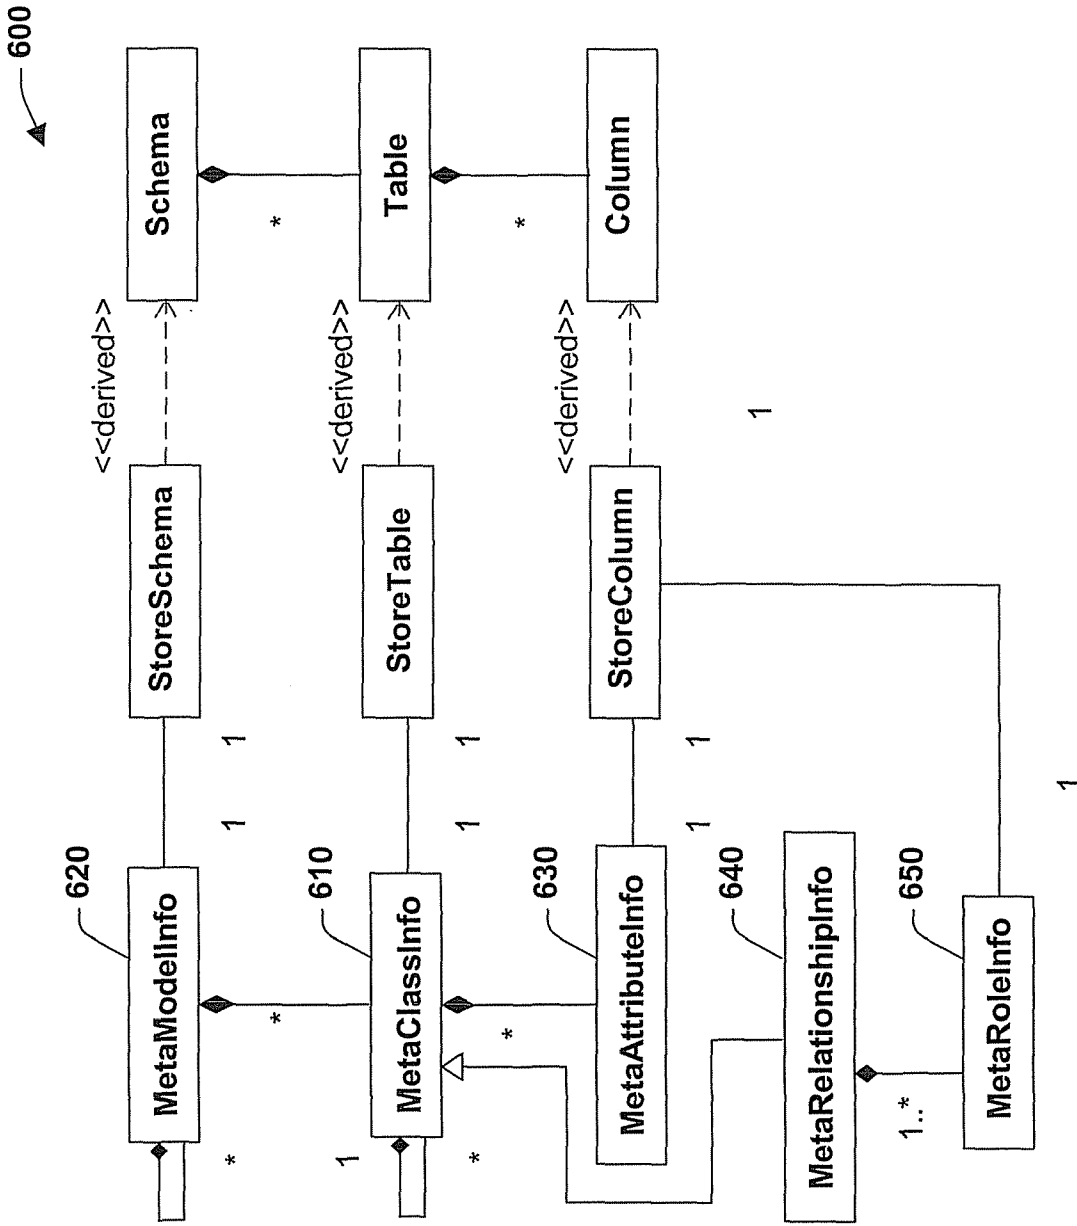 600
MetaModelInfo
620
*
1
1
StoreSchema
<<derived>>
Schema
*
*
1
MetaClassInfo
610
*
1
1
StoreTable
<<derived>>
Table
*
*
MetaAttributeInfo
630
1
1
StoreColumn
<<derived>>
Column
MetaRelationshipInfo
640
1
1..*
MetaRoleInfo
650
1